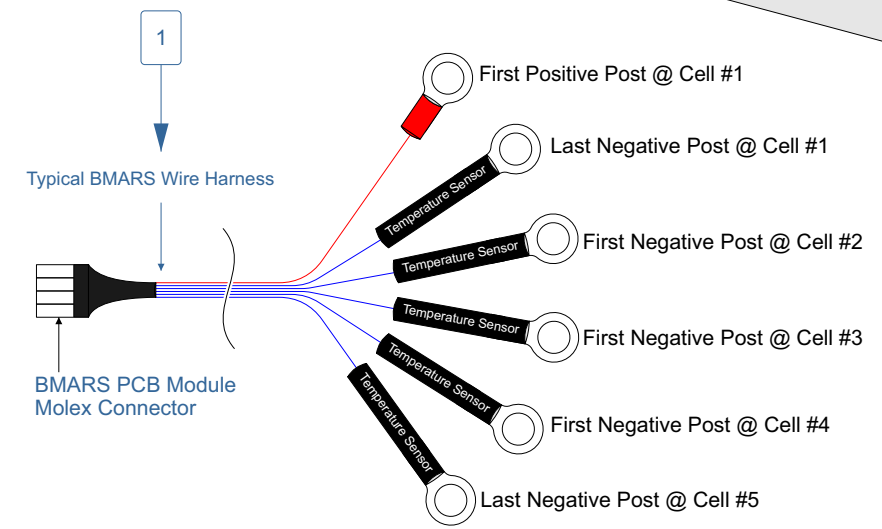 1
First Positive Post @ Cell #1
Last Negative Post @ Cell #1
Typical BMARS Wire Harness
Temperature Sensor
First Negative Post @ Cell #2
Temperature Sensor
Temperature Sensor
First Negative Post @ Cell #3
Temperature Sensor
BMARS PCB Module
Molex Connector
First Negative Post @ Cell #4
Temperature Sensor
Last Negative Post @ Cell #5